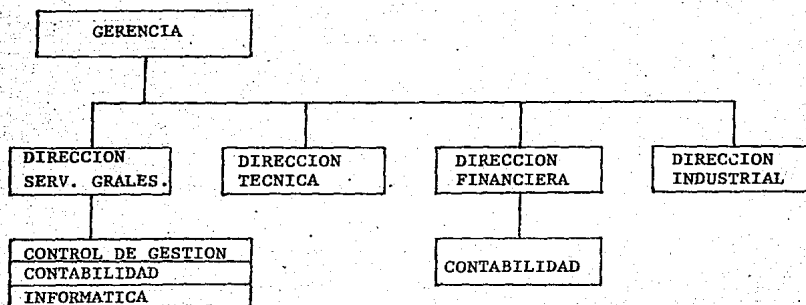 GERENCIA
DIRECCION
SERV. GRALES.
DIRECCION
TECNICA
DIRECCION
FINANCIERA
DIRECCION
INDUSTRIAL
CONTROL DE GESTION
CONTABILIDAD
INFORMATICA
CONTABILIDAD